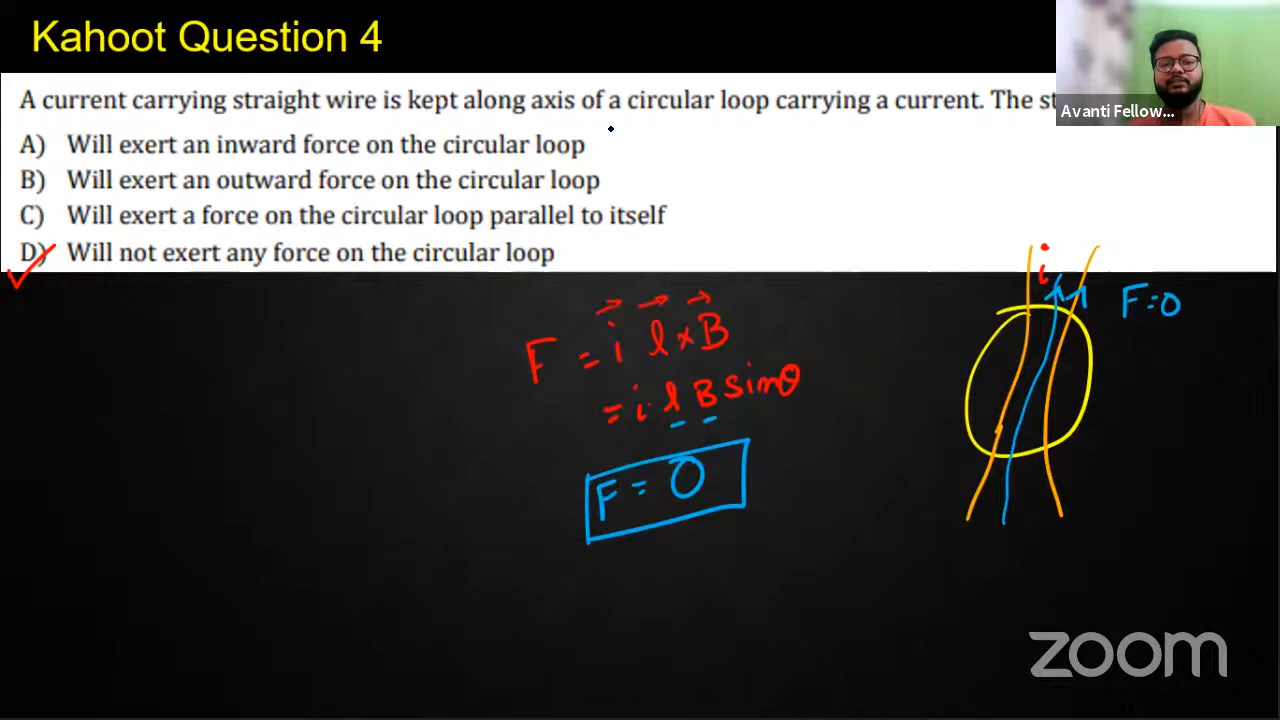 Kahoot Question 4
A current carrying straight wire is kept along axis of a circular loop carrying a current. The st
Avanti Fellow...
A) Will exert an inward force on the circular loop
B) Will exert an outward force on the circular loop
C) Will exert a force on the circular loop parallel to itself
D) Will not exert any force on the circular loop
i
F=0
F = i l × B
= i · l B sin θ
F = 0
zoom